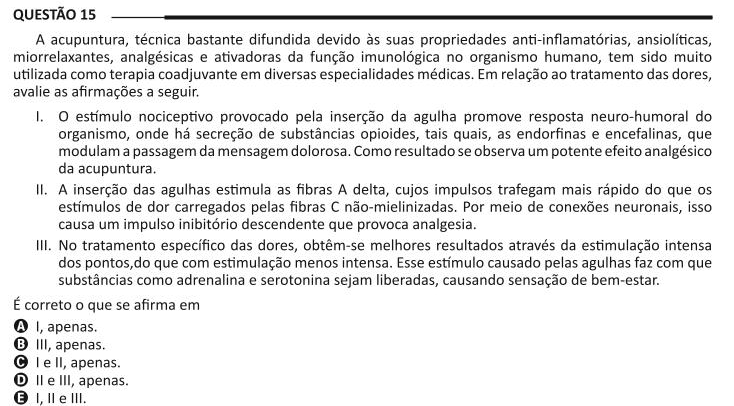 QUESTÃO 15
A acupuntura, técnica bastante difundida devido às suas propriedades anti-inflamatórias, ansiolíticas,
miorrelaxantes, analgésicas e ativadoras da função imunológica no organismo humano, tem sido muito
utilizada como terapia coadjuvante em diversas especialidades médicas. Em relação ao tratamento das dores,
avalie as afirmações a seguir.
I. O estímulo nociceptivo provocado pela inserção da agulha promove resposta neuro-humoral do
organismo, onde há secreção de substâncias opioides, tais quais, as endorfinas e encefalinas, que
modulam a passagem da mensagem dolorosa. Como resultado se observa um potente efeito analgésico
da acupuntura.
II. A inserção das agulhas estimula as fibras A delta, cujos impulsos trafegam mais rápido do que os
estímulos de dor carregados pelas fibras C não-mielinizadas. Por meio de conexões neuronais, isso
causa um impulso inibitório descendente que provoca analgesia.
III. No tratamento específico das dores, obtêm-se melhores resultados através da estimulação intensa
dos pontos,do que com estimulação menos intensa. Esse estímulo causado pelas agulhas faz com que
substâncias como adrenalina e serotonina sejam liberadas, causando sensação de bem-estar.
É correto o que se afirma em
A I, apenas.
B III, apenas.
C I e II, apenas.
D II e III, apenas.
E I, II e III.